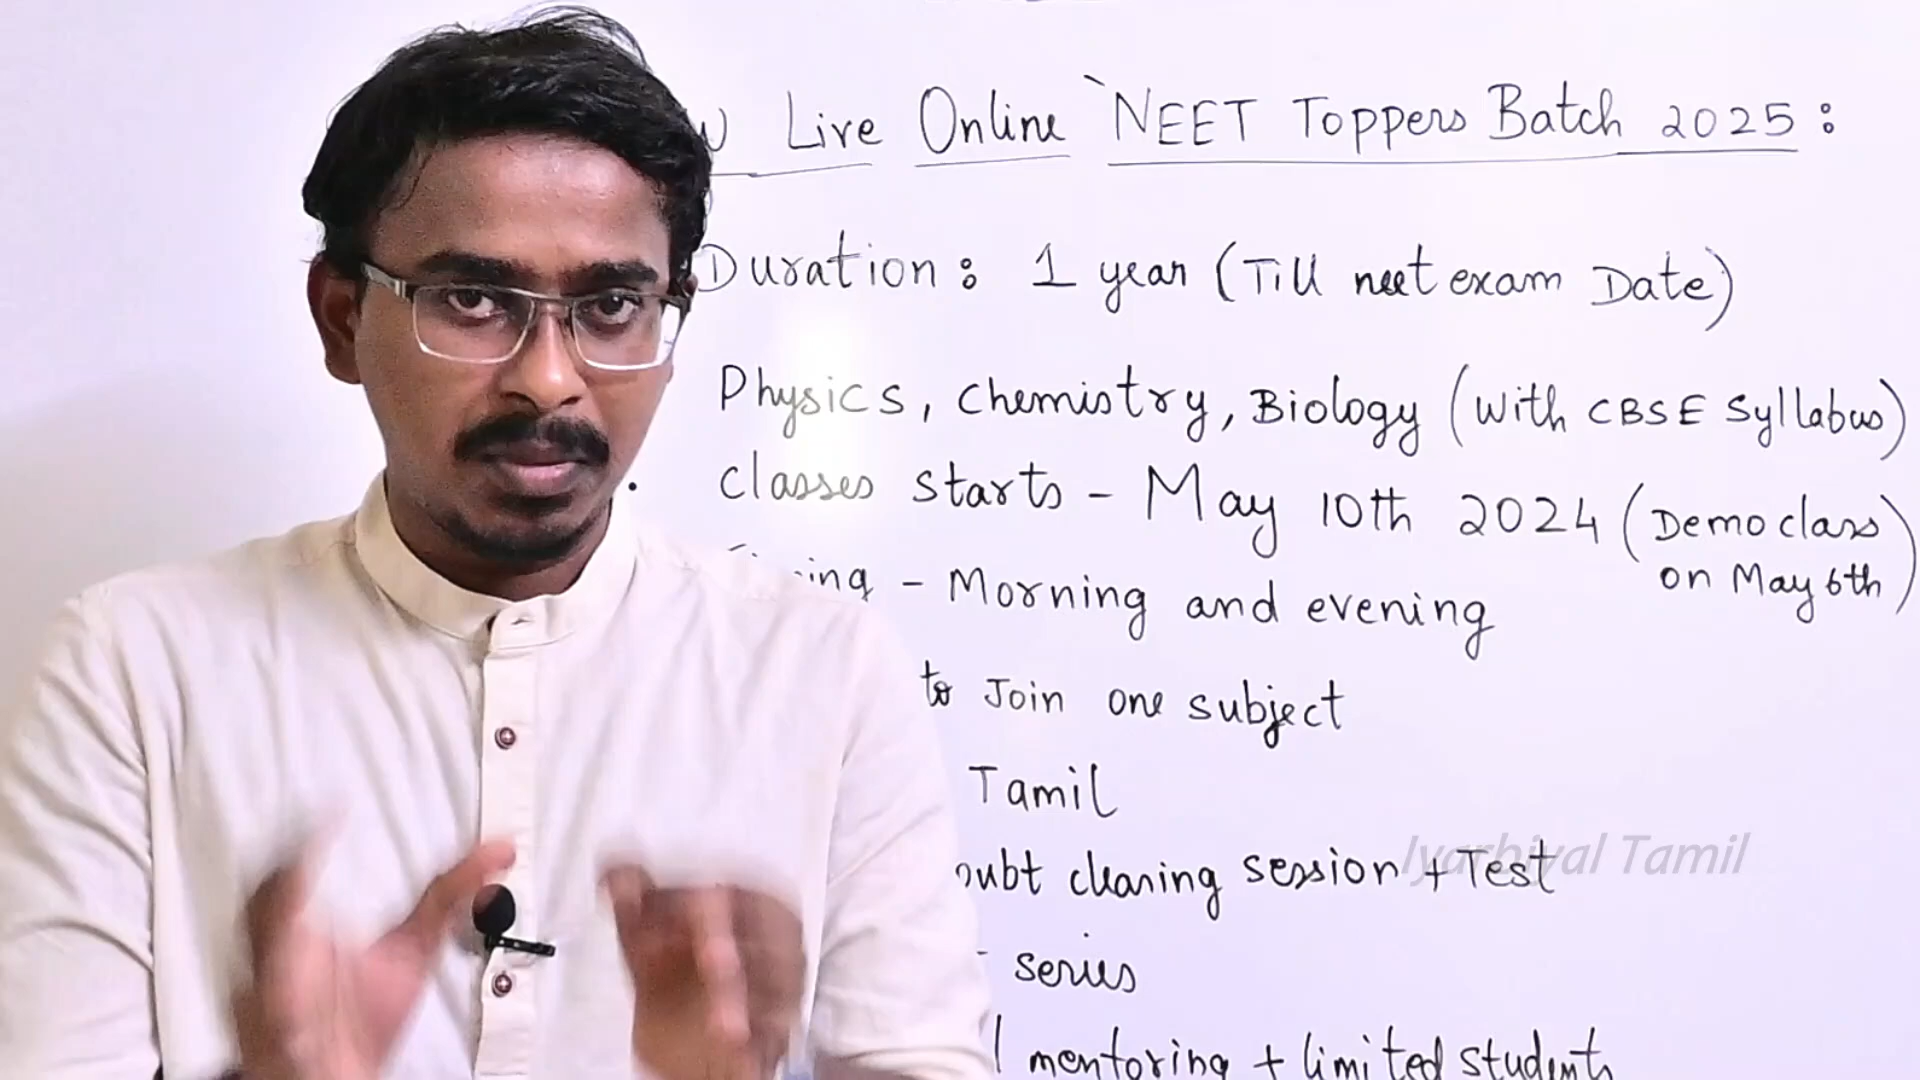 Live Online `NEET Toppers Batch 2025 :
Duration : 1 year (Till neet exam Date)
Physics, Chemistry, Biology (with CBSE Syllabus)
Classes starts - May 10th 2024 (Demo class
on May 6th)
- Morning and evening
to Join one subject
Tamil
clearing session + Test
Iyarbiyal Tamil
- series
mentoring + limited students